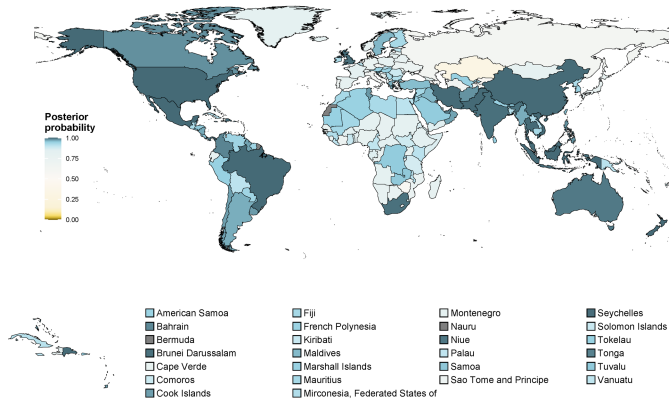 Posterior
probability
1.00
0.75
0.50
0.25
0.00
American Samoa
Bahrain
Bermuda
Brunei Darussalam
Cape Verde
Comoros
Cook Islands
Fiji
French Polynesia
Kiribati
Maldives
Marshall Islands
Mauritius
Mirconesia, Federated States of
Montenegro
Nauru
Niue
Palau
Samoa
Sao Tome and Principe
Seychelles
Solomon Islands
Tokelau
Tonga
Tuvalu
Vanuatu